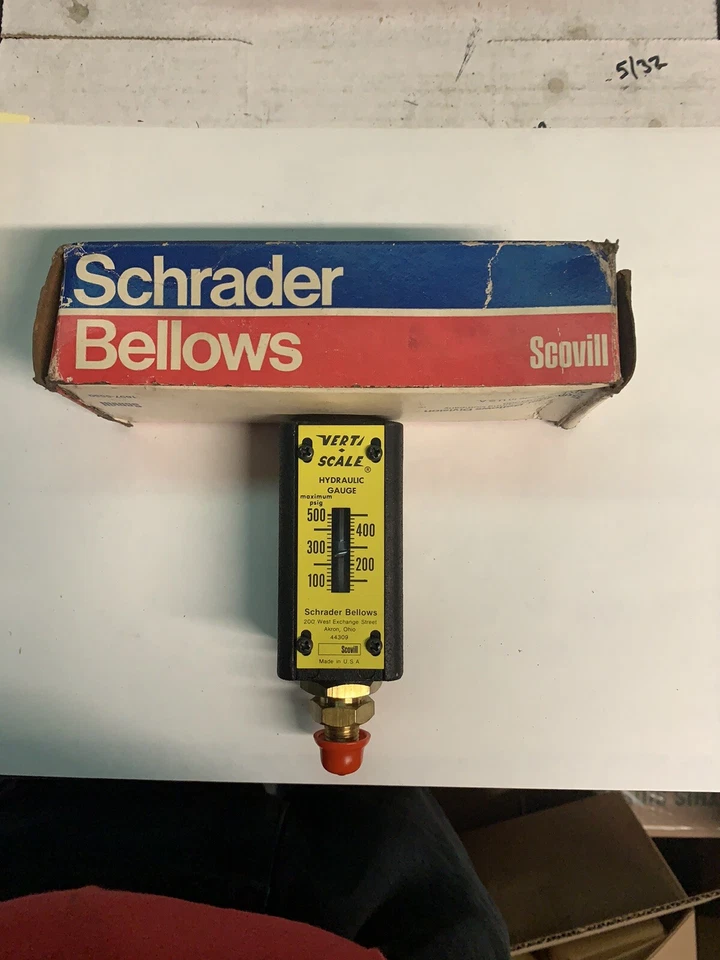 5/32
Schrader
Bellows
Scovill
VERTI
SCALE ®
HYDRAULIC
GAUGE
maximum
psig
500
400
300
200
100
Schrader Bellows
200 West Exchange Street
Akron, Ohio
44309
Scovill
Made in U.S.A